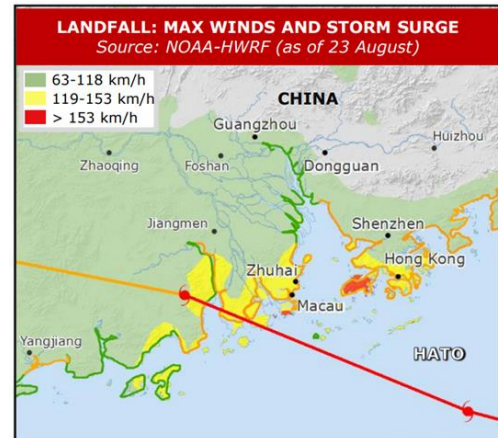 LANDFALL: MAX WINDS AND STORM SURGE
Source: NOAA-HWRF (as of 23 August)
63-118 km/h
119-153 km/h
> 153 km/h
CHINA
Guangzhou
Huizhou
Zhaoqing
Foshan
Dongguan
Jiangmen
Shenzhen
Zhuhai
Hong Kong
Macau
Yangjiang
HATO